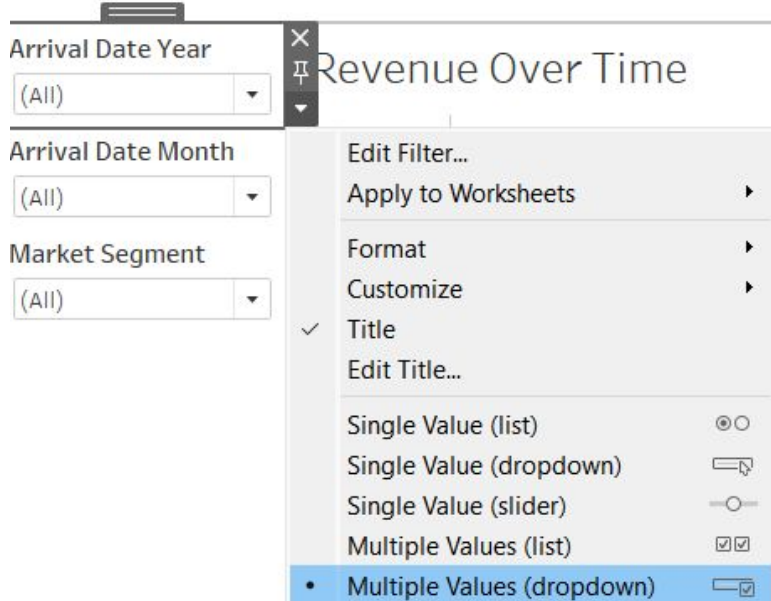 Arrival Date Year
(All)
Revenue Over Time
Arrival Date Month
(All)
Market Segment
(All)
Edit Filter...
Apply to Worksheets
Format
Customize
Title
Edit Title...
Single Value (list)
Single Value (dropdown)
Single Value (slider)
Multiple Values (list)
Multiple Values (dropdown)